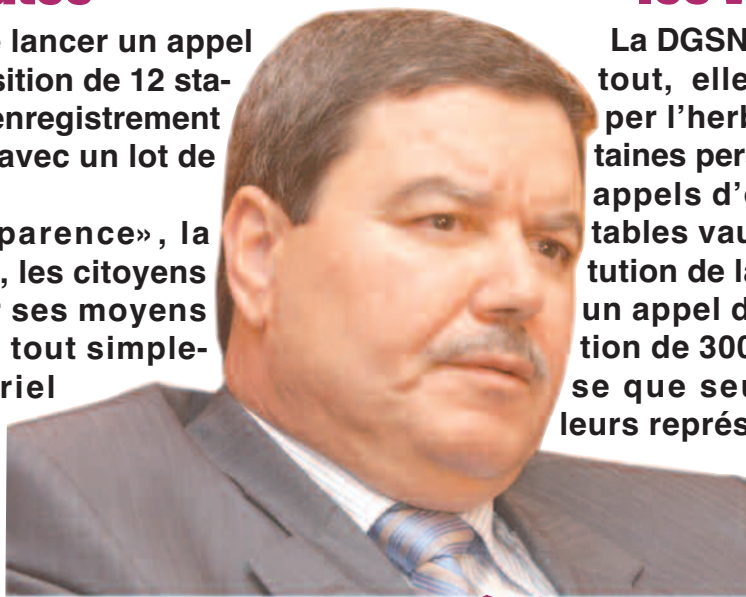 lancer un appel
sition de 12 sta-
enregistrement
avec un lot de
parence», la
, les citoyens
ses moyens
tout simple-
riel
La DGSN
tout, elle
per l'herb
taines per
appels d'
tables vau
tution de la
un appel d
tion de 300
se que seu
leurs représ